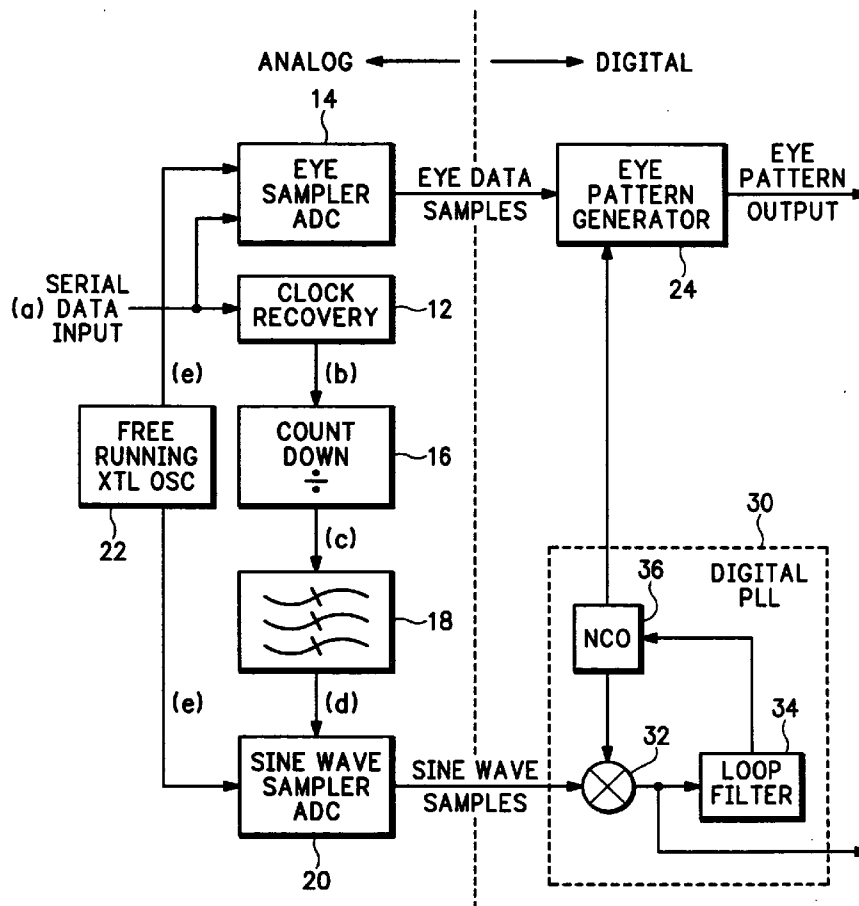 ANALOG
DIGITAL
14
EYE
SAMPLER
ADC
EYE DATA
SAMPLES
EYE
PATTERN
GENERATOR
EYE
PATTERN
OUTPUT
24
(a) SERIAL
DATA
INPUT
CLOCK
RECOVERY
12
(e)
(b)
FREE
RUNNING
XTL OSC
22
COUNT
DOWN
÷
16
(c)
18
30
DIGITAL
PLL
36
NCO
(e)
(d)
32
34
LOOP
FILTER
SINE WAVE
SAMPLER
ADC
20
SINE WAVE
SAMPLES